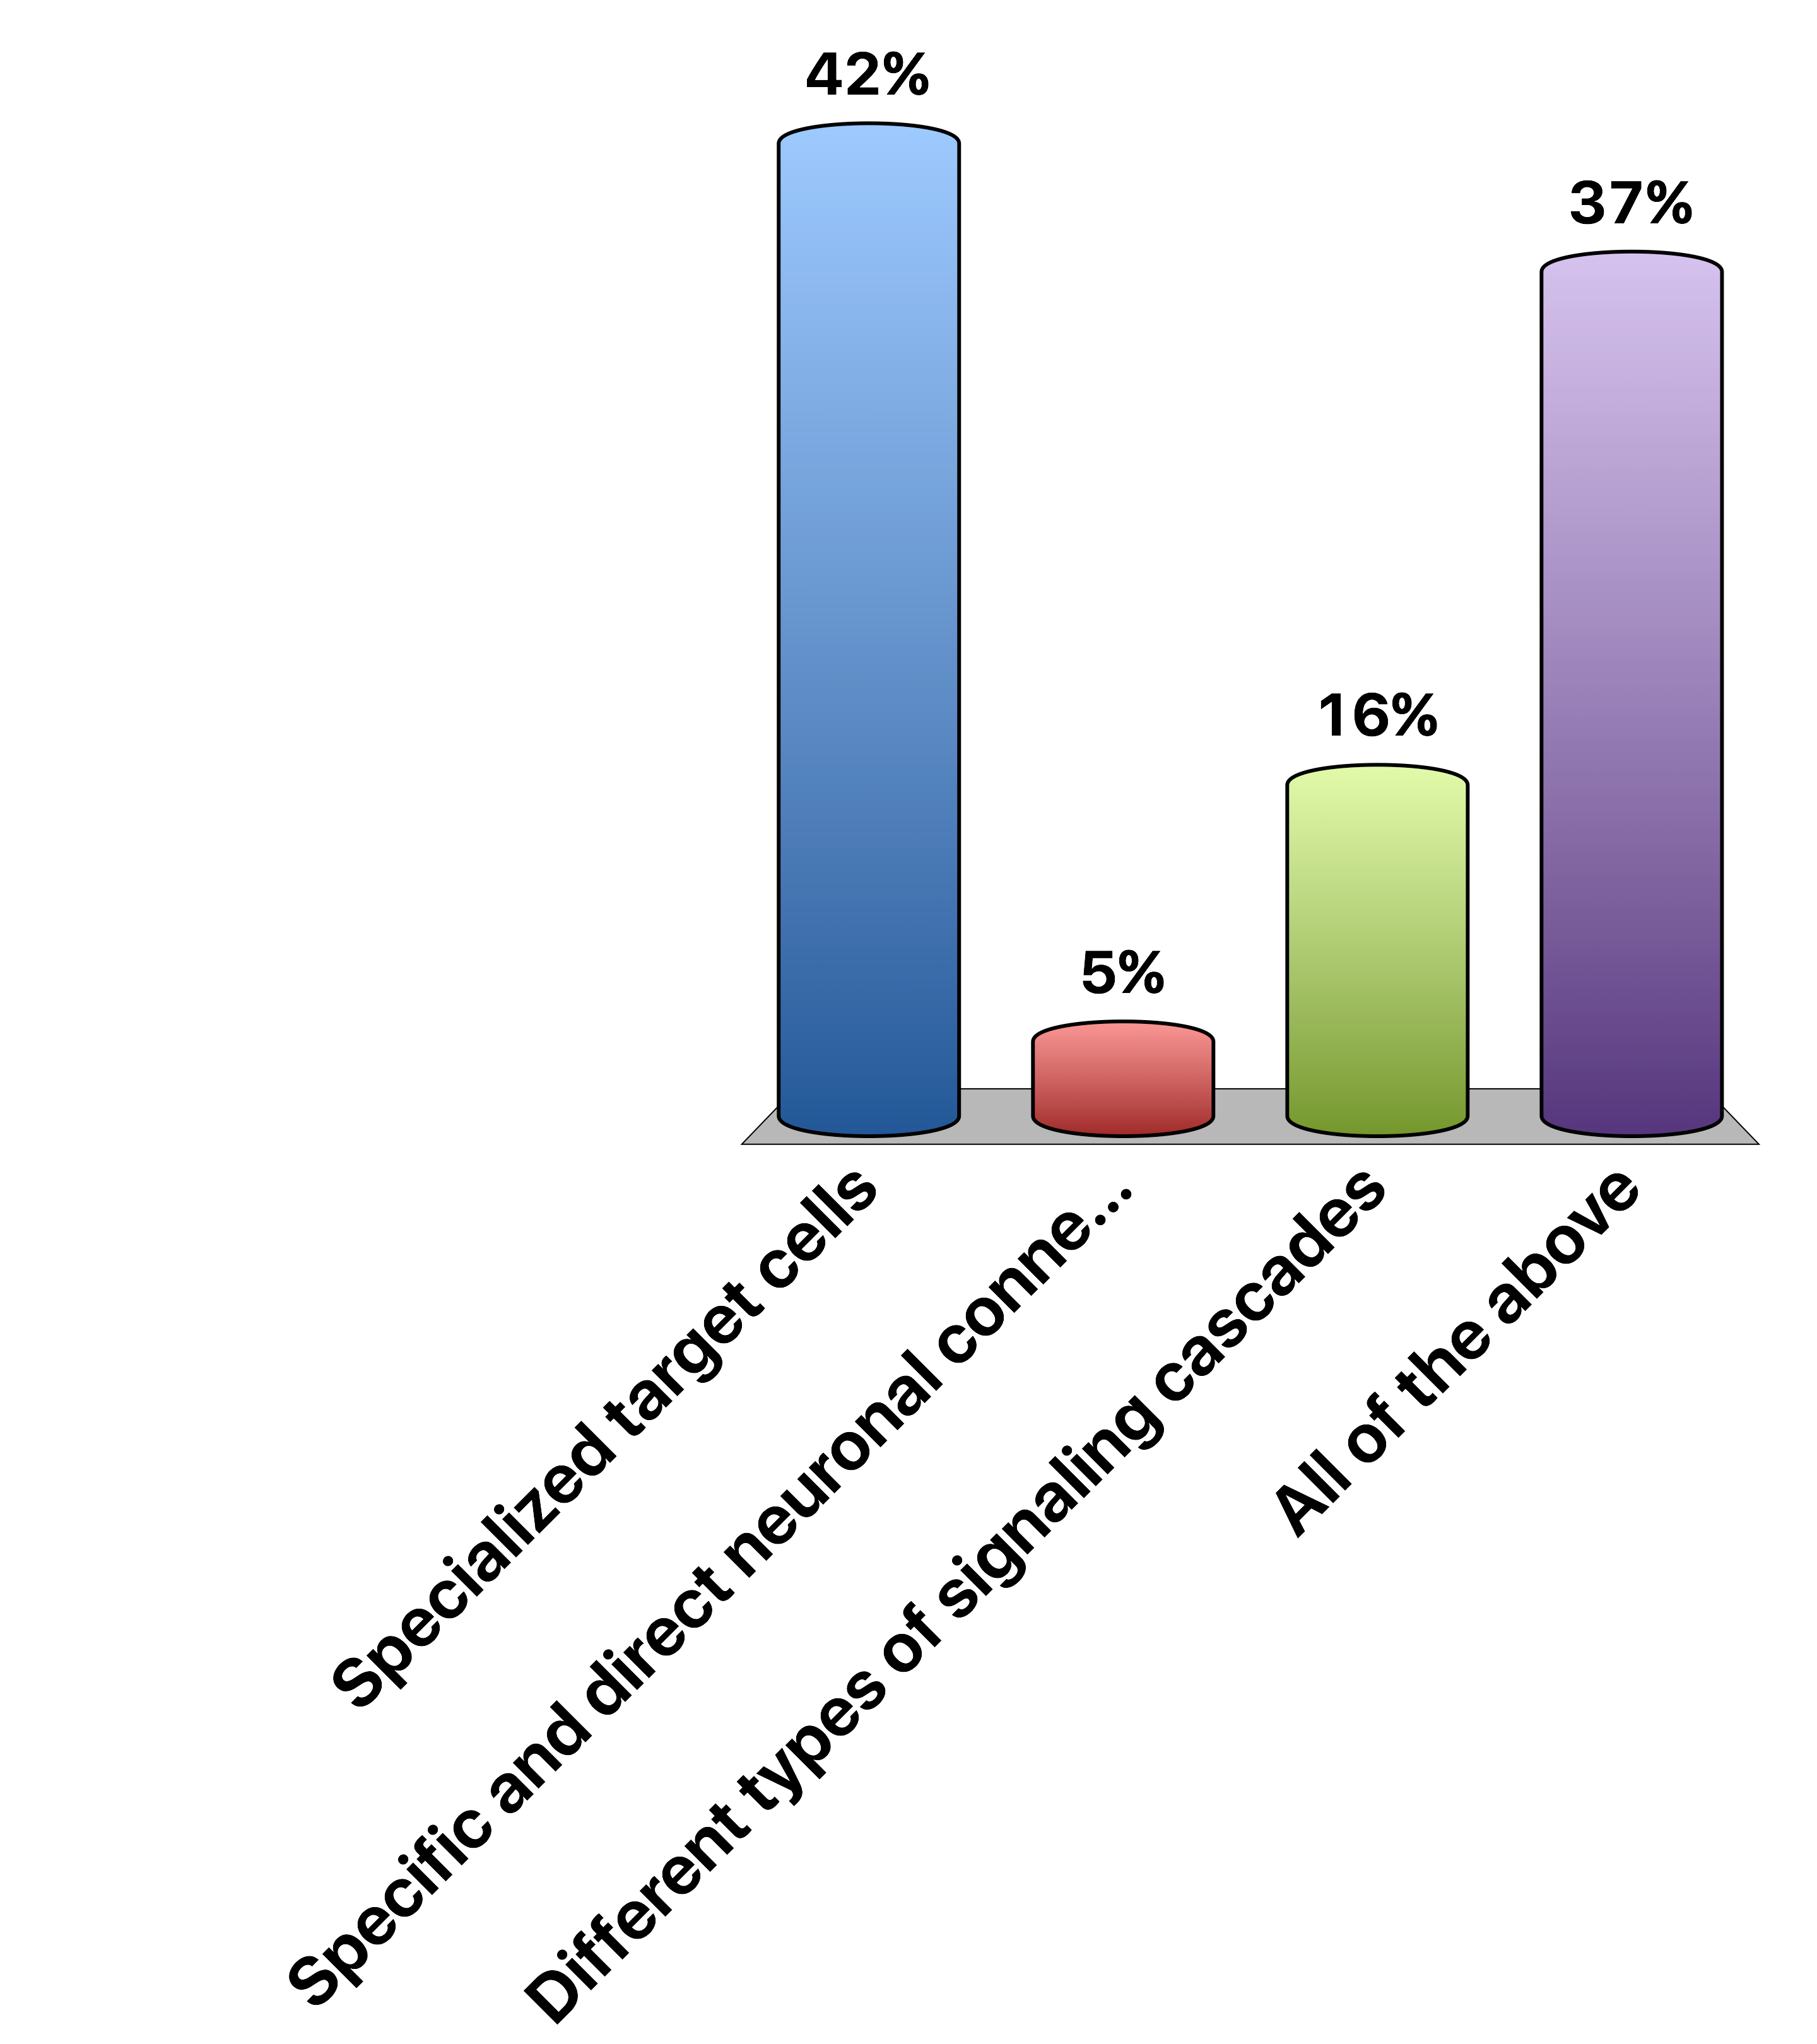 42%
37%
16%
5%
Specialized target cells
Specific and direct neuronal conne...
Different types of signaling cascades
All of the above